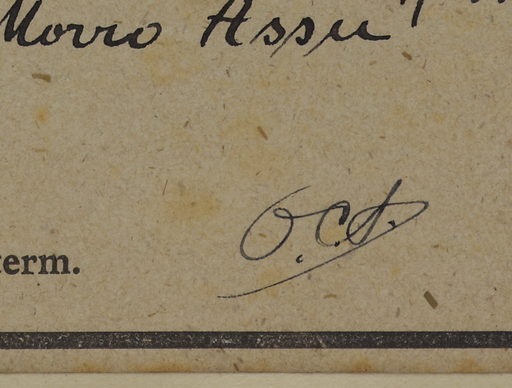 Morro Assu
term.
O.C.S.